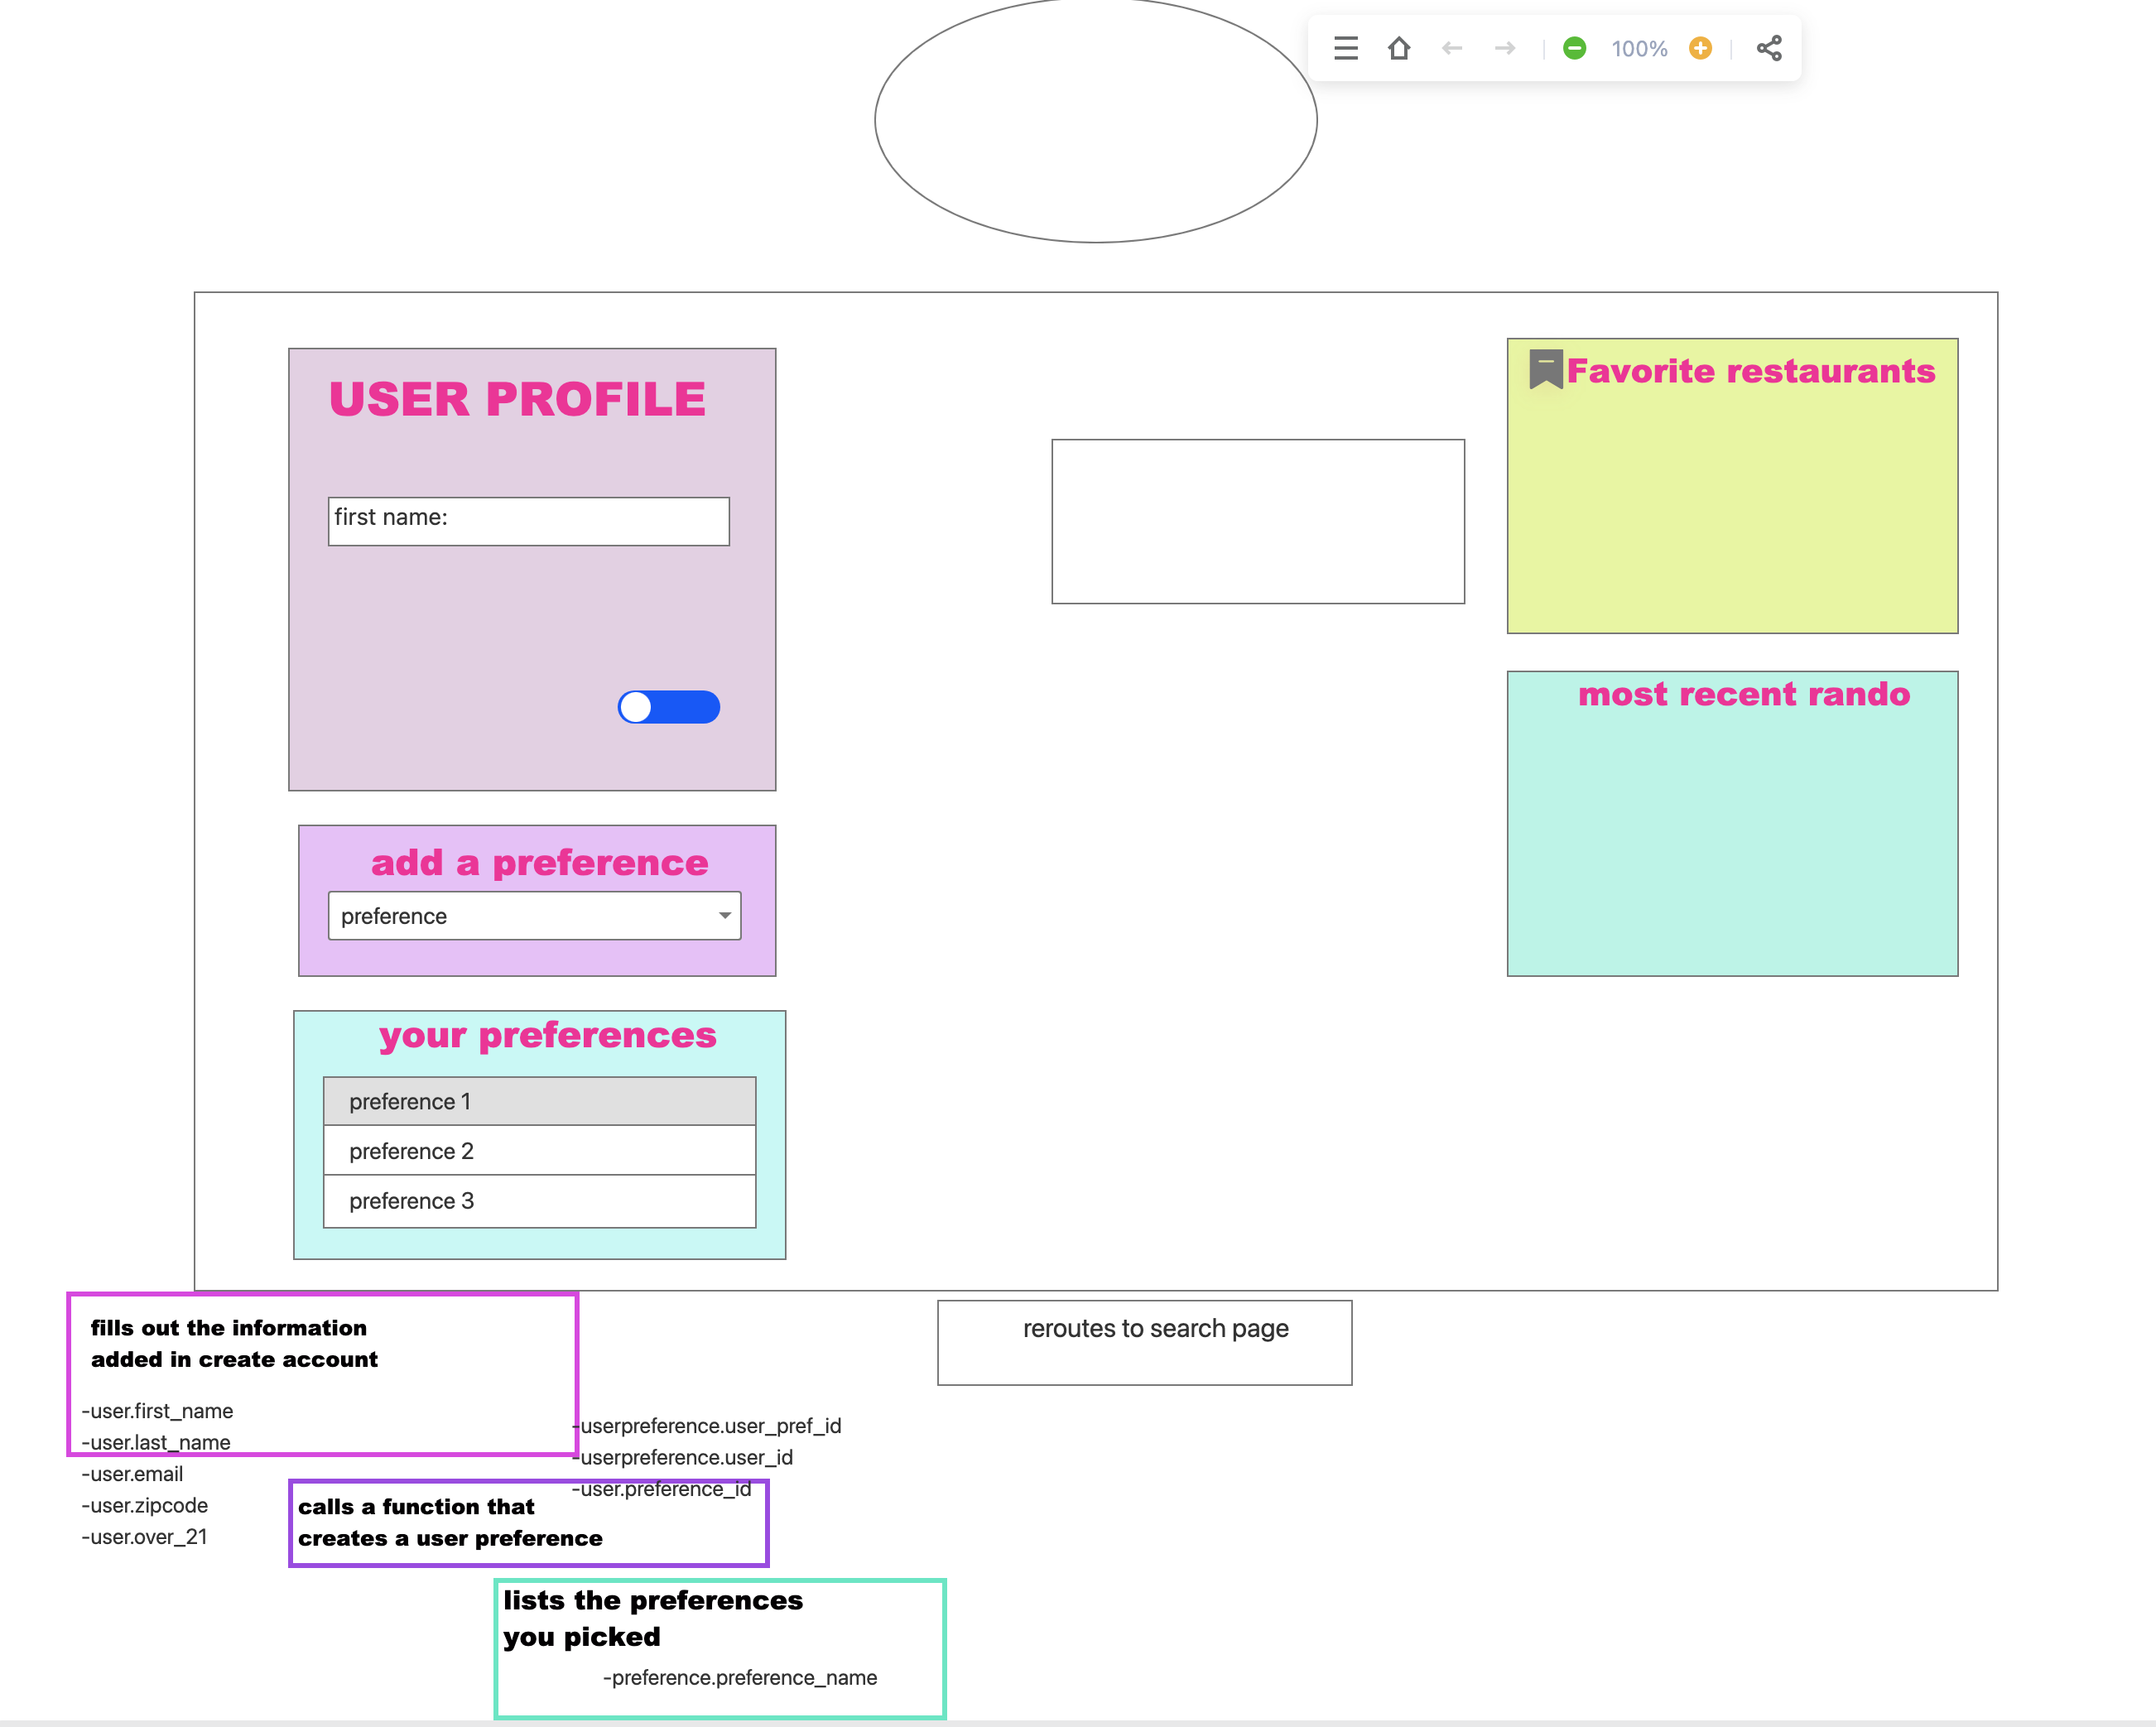 100%
USER PROFILE
first name:
Favorite restaurants
most recent rando
add a preference
preference
your preferences
preference 1
preference 2
preference 3
fills out the information
added in create account
-user.first_name
-user.last_name
-user.email
-user.zipcode
-user.over_21
reroutes to search page
-userpreference.user_pref_id
-userpreference.user_id
-user.preference_id
calls a function that
creates a user preference
lists the preferences
you picked
-preference.preference_name